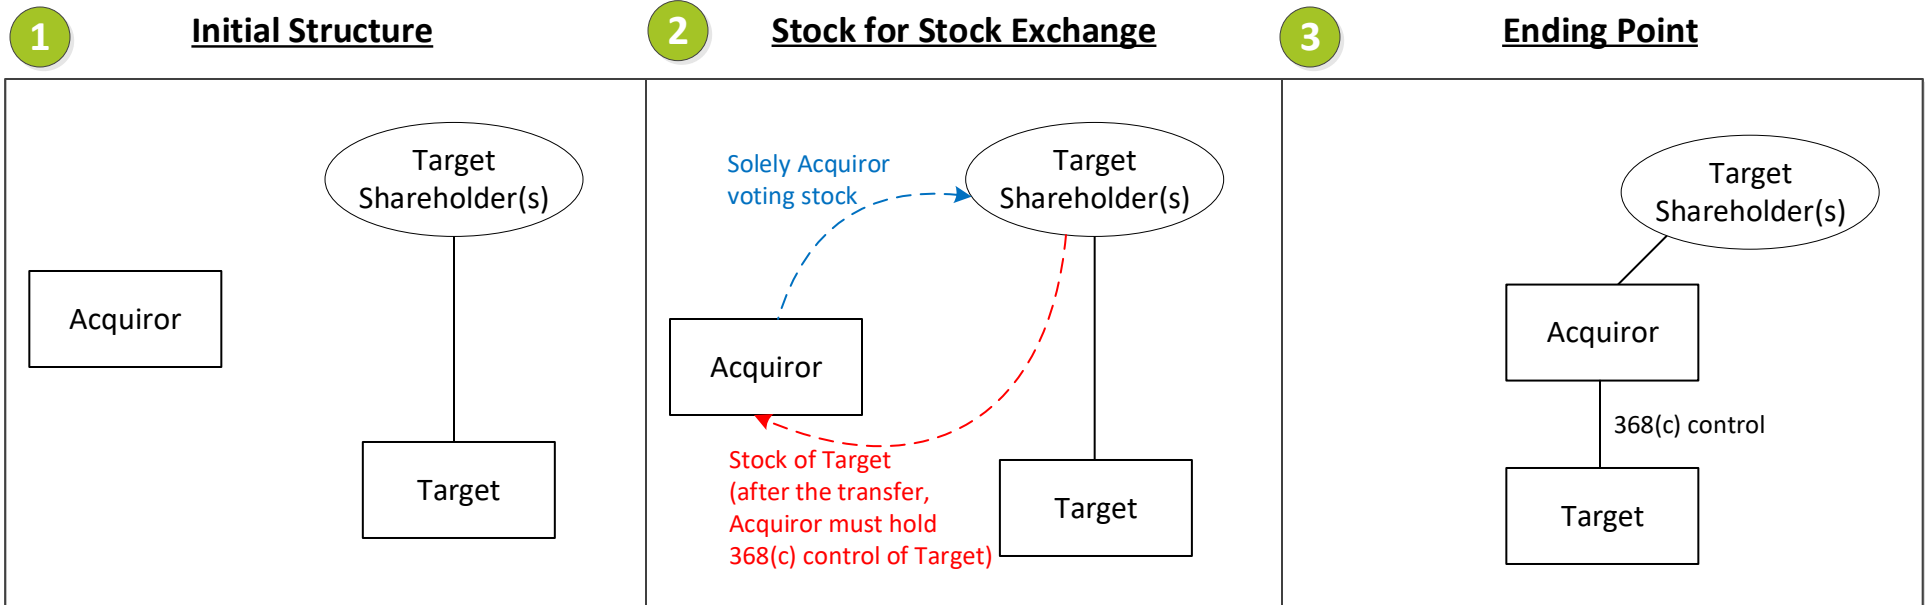 1
Initial Structure
Target
Shareholder(s)
Acquiror
Target
2
Stock for Stock Exchange
Solely Acquiror
voting stock
Target
Shareholder(s)
Acquiror
Stock of Target
(after the transfer,
Acquiror must hold
368(c) control of Target)
Target
3
Ending Point
Target
Shareholder(s)
Acquiror
368(c) control
Target